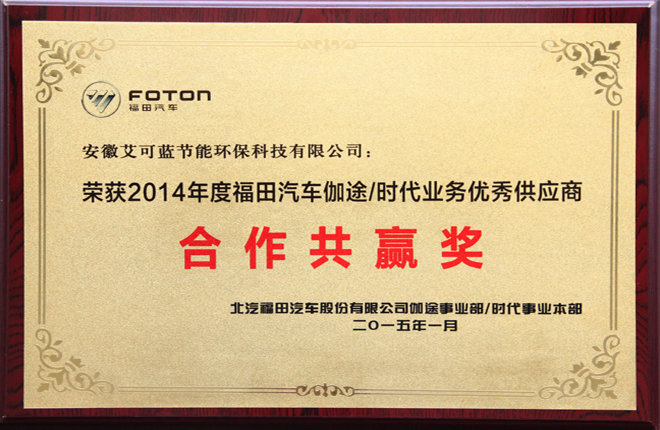 FOTON
福田汽车
安徽艾可蓝节能环保科技有限公司：
荣获2014年度福田汽车伽途/时代业务优秀供应商
合作共赢奖
北汽福田汽车股份有限公司伽途事业部/时代事业本部
二〇一五年一月